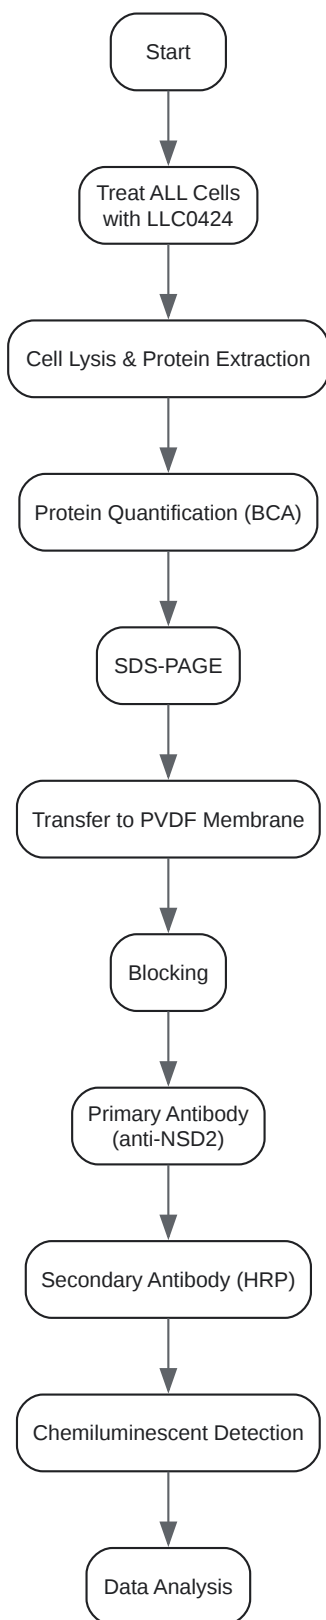 Start
Treat ALL Cells
with LLC0424
Cell Lysis & Protein Extraction
Protein Quantification (BCA)
SDS-PAGE
Transfer to PVDF Membrane
Blocking
Primary Antibody
(anti-NSD2)
Secondary Antibody (HRP)
Chemiluminescent Detection
Data Analysis